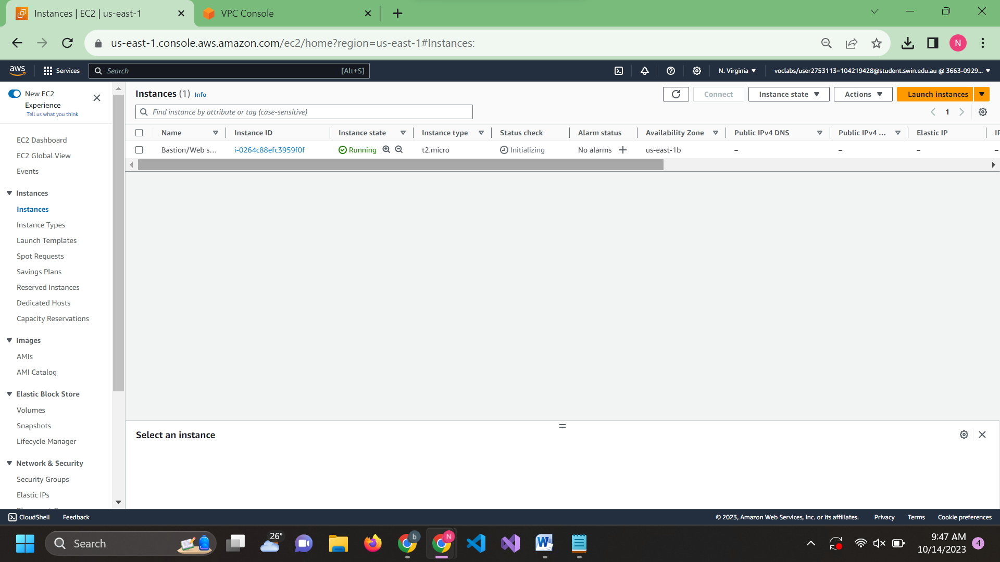 Instances | EC2 | us-east-1
VPC Console
us-east-1.console.aws.amazon.com/ec2/home?region=us-east-1#Instances:
N
aws
Services
Search
[Alt+S]
N. Virginia
voclabs/user2753113=104219428@student.swin.edu.au @ 3663-0929...
New EC2
Experience
Tell us what you think
EC2 Dashboard
EC2 Global View
Events
Instances
Instances
Instance Types
Launch Templates
Spot Requests
Savings Plans
Reserved Instances
Dedicated Hosts
Capacity Reservations
Images
AMIs
AMI Catalog
Elastic Block Store
Volumes
Snapshots
Lifecycle Manager
Network & Security
Security Groups
Elastic IPs
Instances (1) Info
Connect
Instance state
Actions
Launch instances
Find instance by attribute or tag (case-sensitive)
1
Name Instance ID Instance state Instance type Status check Alarm status Availability Zone Public IPv4 DNS Public IPv4 ... Elastic IP
Bastion/Web s... i-0264c88efc3959f0f Running t2.micro Initializing No alarms us-east-1b – – – –
Select an instance
CloudShell
Feedback
© 2023, Amazon Web Services, Inc. or its affiliates.
Privacy
Terms
Cookie preferences
Search
26°
b
N
9:47 AM
10/14/2023
4